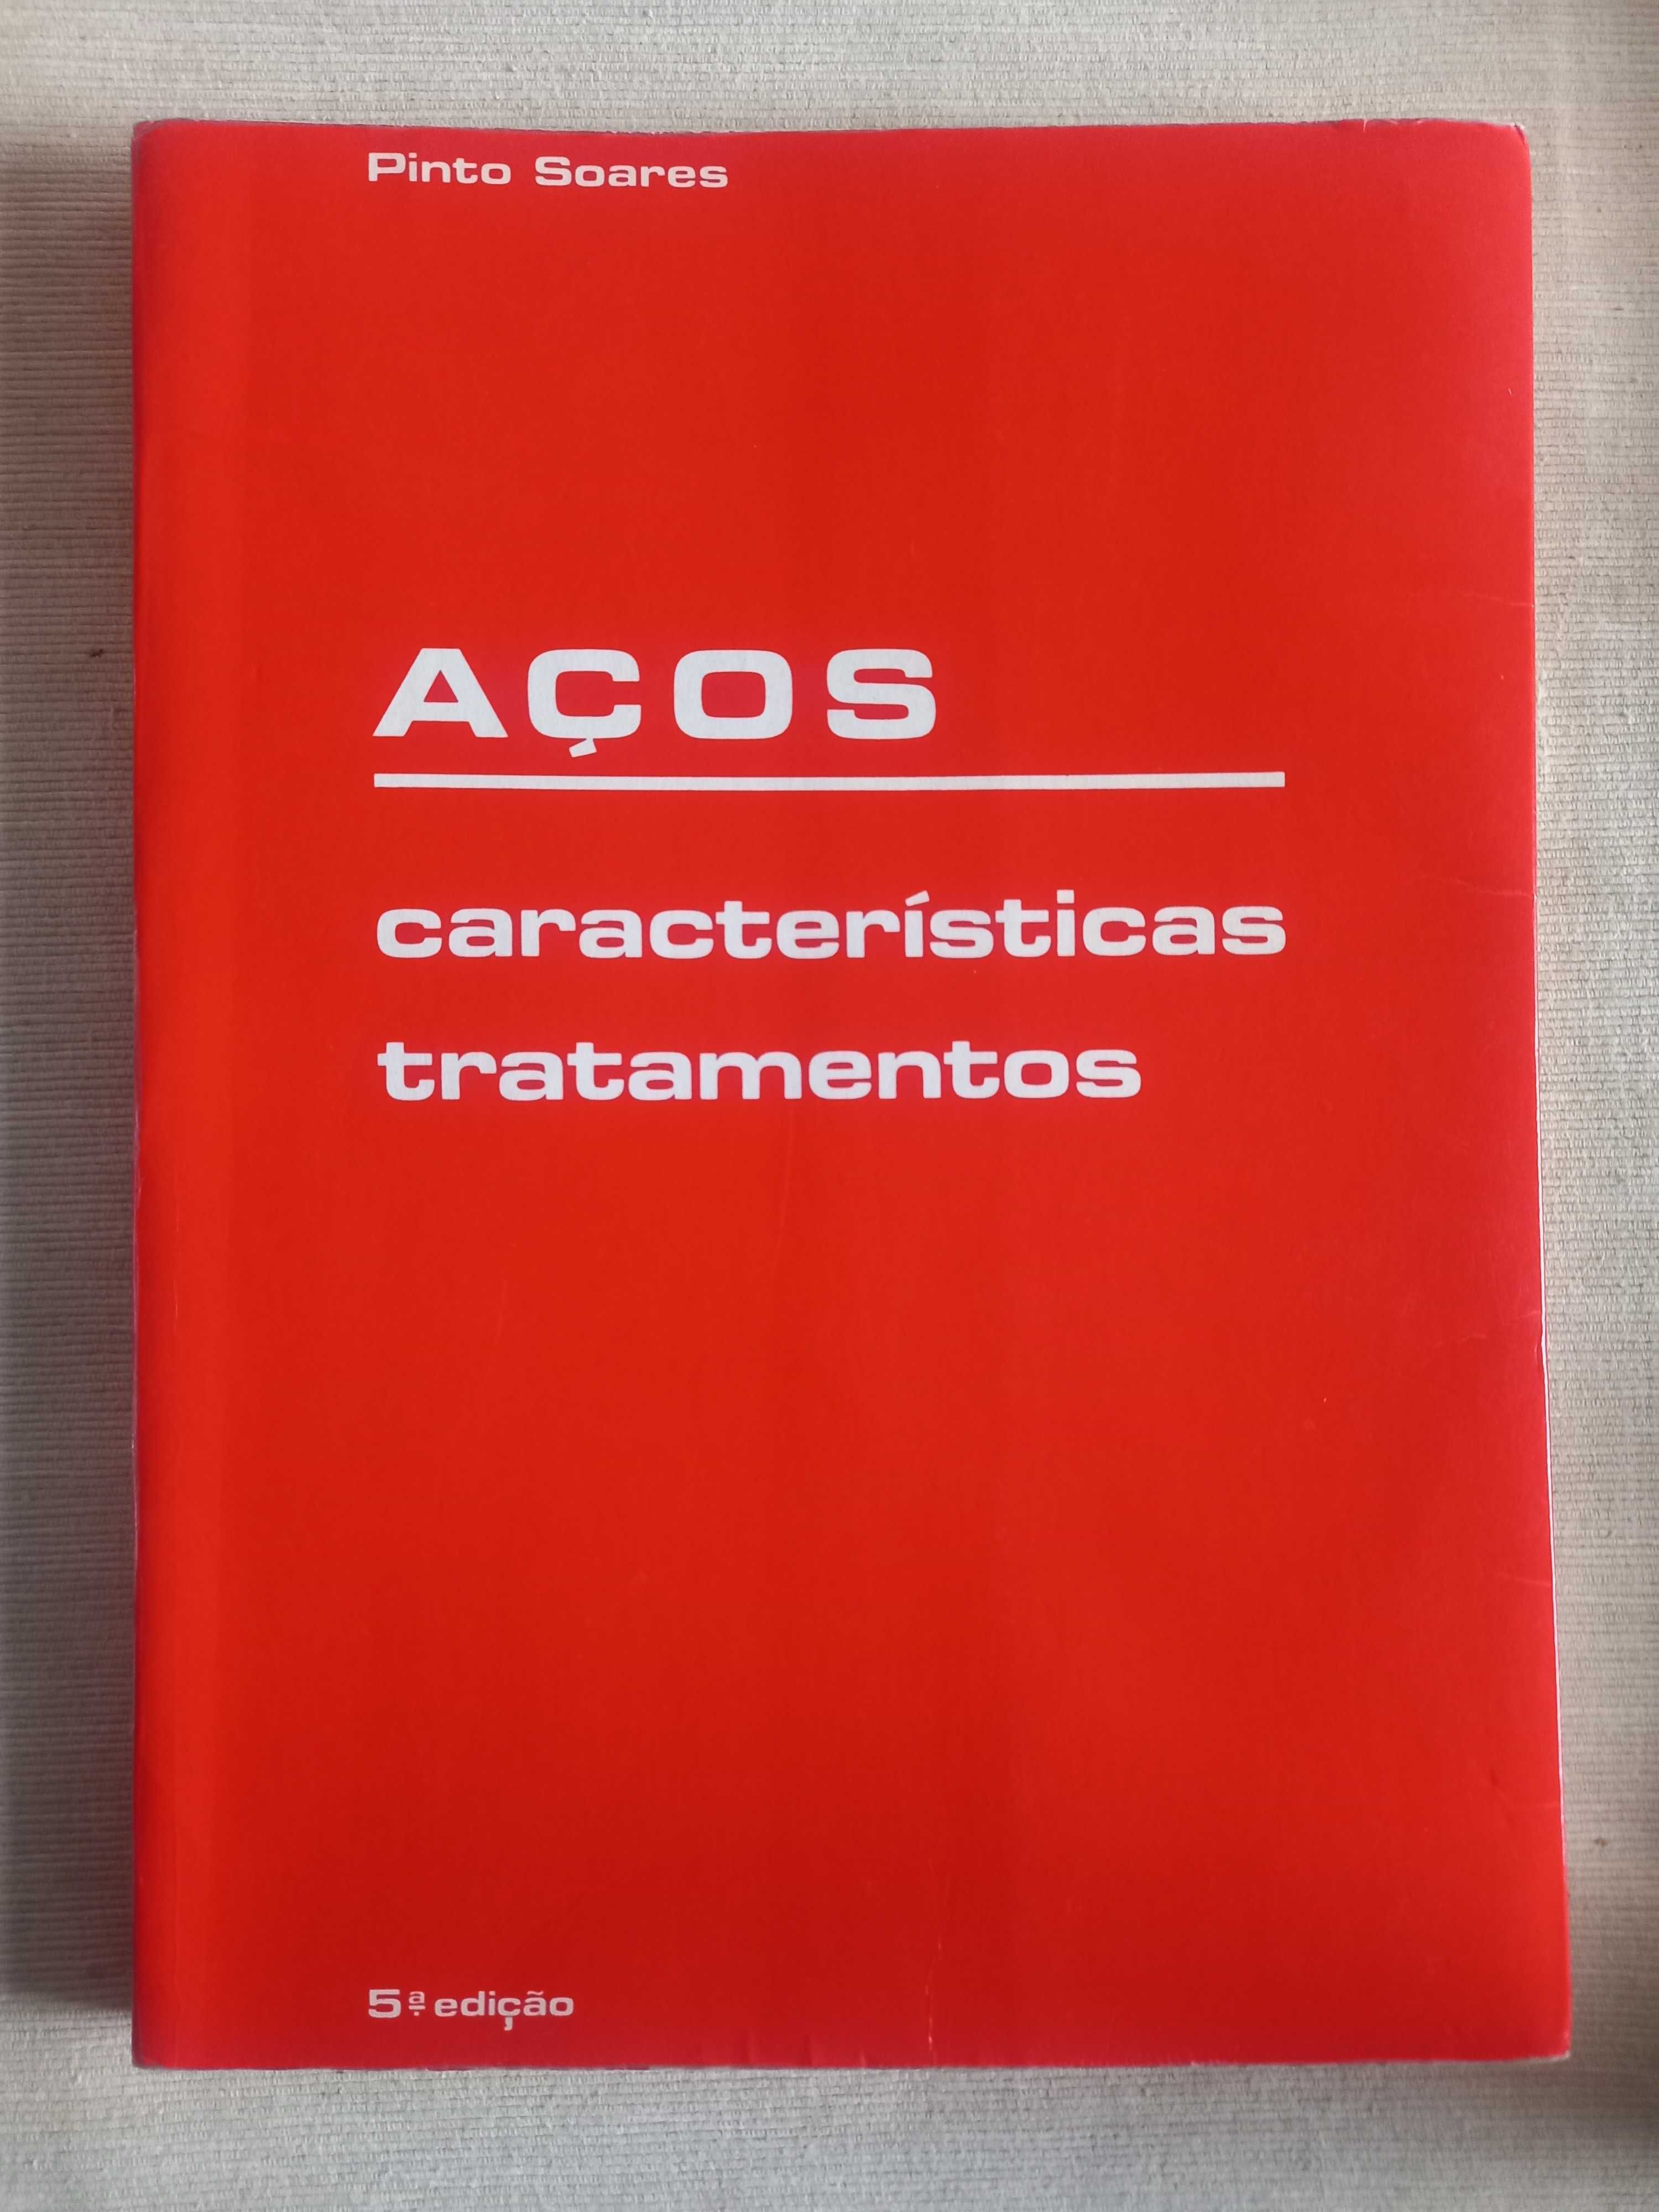 Pinto Soares
AÇOS
características
tratamentos
5ª edição